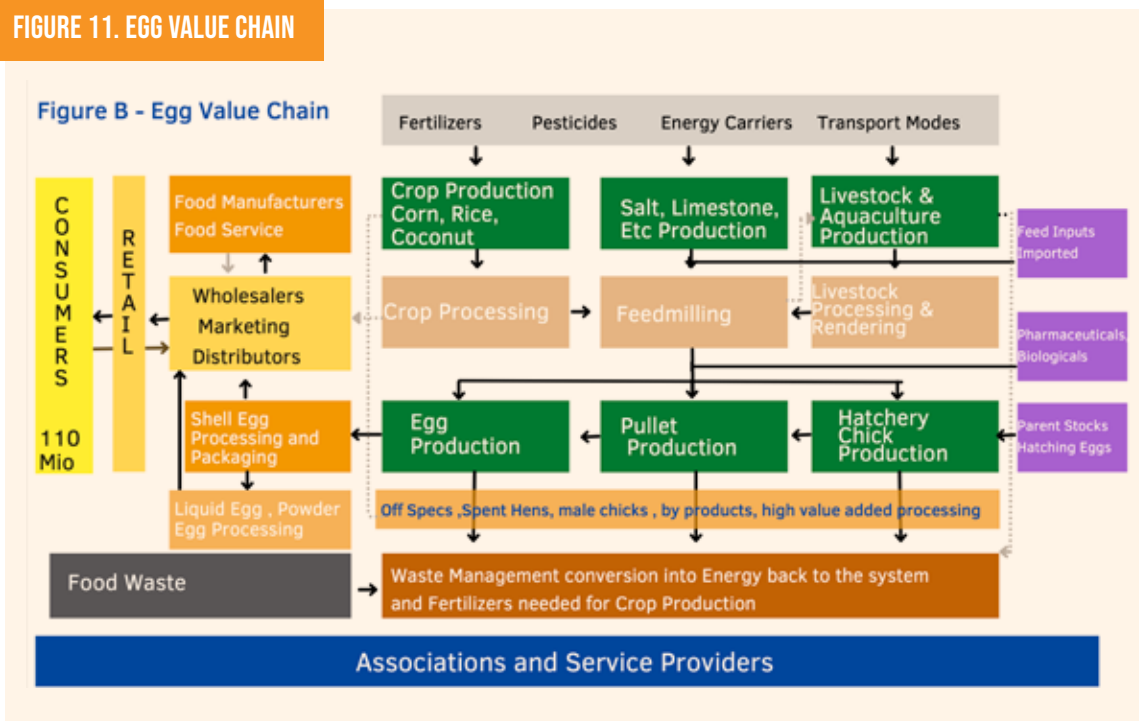 FIGURE 11. EGG VALUE CHAIN
Figure B - Egg Value Chain
Fertilizers Pesticides Energy Carriers Transport Modes
CONSUMERS
110
Mio
RETAIL
Food Manufacturers
Food Service
Wholesalers
Marketing
Distributors
Shell Egg
Processing and
Packaging
Liquid Egg , Powder
Egg Processing
Crop Production
Corn, Rice,
Coconut
Salt, Limestone,
Etc Production
Livestock &
Aquaculture
Production
Feed Inputs
Imported
Crop Processing
Feedmilling
Livestock
Processing &
Rendering
Pharmaceuticals,
Biologicals
Egg
Production
Pullet
Production
Hatchery
Chick
Production
Parent Stocks
Hatching Eggs
Off Specs ,Spent Hens, male chicks , by products, high value added processing
Food Waste
Waste Management conversion into Energy back to the system
and Fertilizers needed for Crop Production
Associations and Service Providers